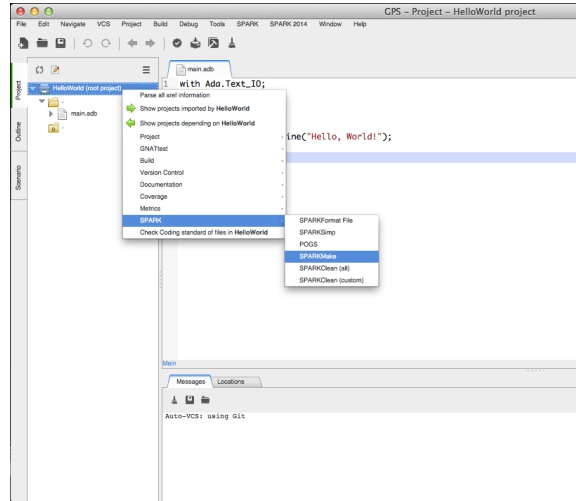 GPS - Project - HelloWorld project
File Edit Navigate VCS Project Build Debug Tools SPARK SPARK 2014 Window Help
Project
Outline
Scenario
HelloWorld (root project)
.
main.adb
.
main.adb
1 with Ada.Text_IO;
ine("Hello, World!");
Parse all xref information
Show projects imported by HelloWorld
Show projects depending on HelloWorld
Project
GNATtest
Build
Version Control
Documentation
Coverage
Metrics
SPARK
Check Coding standard of files in HelloWorld
SPARKFormat File
SPARKSimp
POGS
SPARKMake
SPARKClean (all)
SPARKClean (custom)
Main
Messages Locations
Auto-VCS: using Git